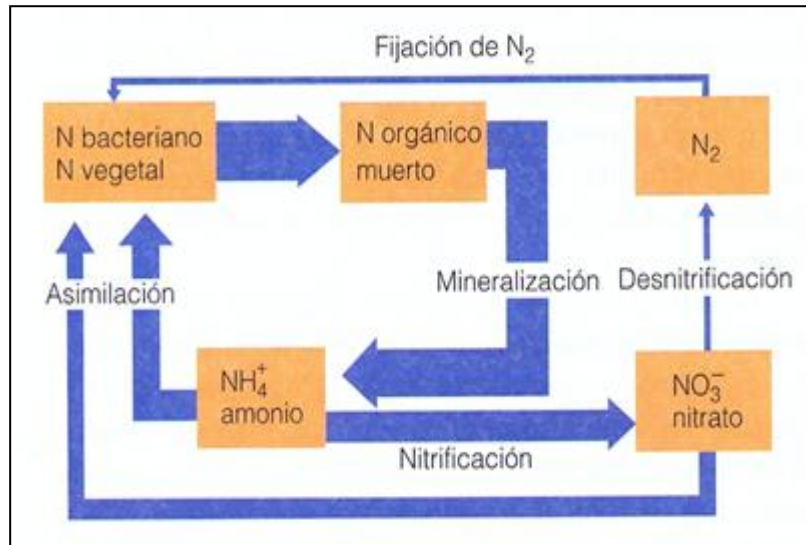 Fijación de N₂
N bacteriano
N vegetal
N orgánico
muerto
N₂
Asimilación
Mineralización
Desnitrificación
NH₄⁺
amonio
NO₃⁻
nitrato
Nitrificación